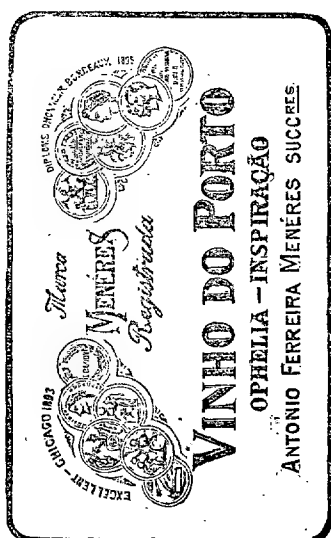 EXCELLENT – CHICAGO 1893
DIPLOME D'HONNEUR, BORDEAUX, 1895
Marca
MENÉRES
Registrada
VINHO DO PORTO
OPHELIA – INSPIRAÇÃO
ANTONIO FERREIRA MENÉRES SUCCRES.